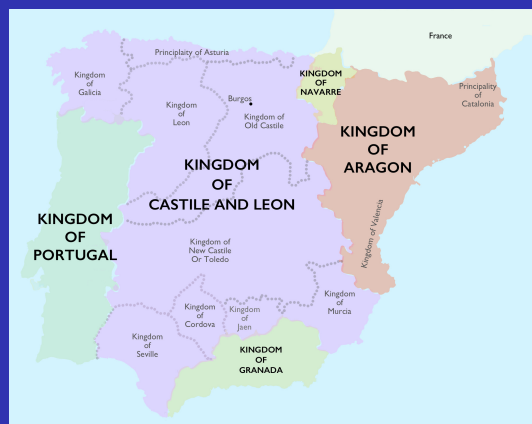 France
Principlaity of Asturia
Kingdom
of
Galicia
KINGDOM
OF
NAVARRE
Principality
of
Catalonia
Burgos
Kingdom
of
Leon
Kingdom of
Old Castile
KINGDOM
OF
ARAGON
KINGDOM
OF
CASTILE AND LEON
KINGDOM
OF
PORTUGAL
Kingdom of Valencia
Kingdom of
New Castile
Or Toledo
Kingdom
of
Murcia
Kingdom
of
Cordova
Kingdom
of
Jaen
Kingdom
of
Seville
KINGDOM
OF
GRANADA